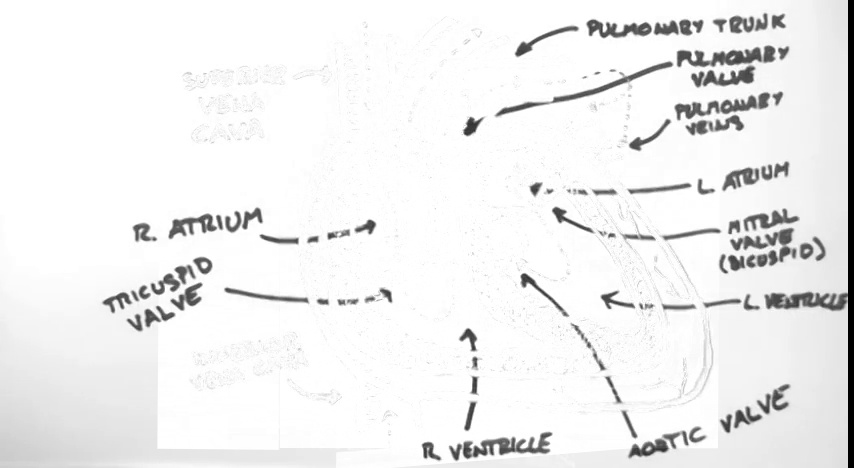 PULMONARY TRUNK
PULMONARY
VALVE
SUPERIOR
VENA
CAVA
PULMONARY
VEINS
L. ATRIUM
R. ATRIUM
MITRAL
VALVE
(BICUSPID)
TRICUSPID
VALVE
L. VENTRICLE
VENA CAVA
R. VENTRICLE
AORTIC VALVE